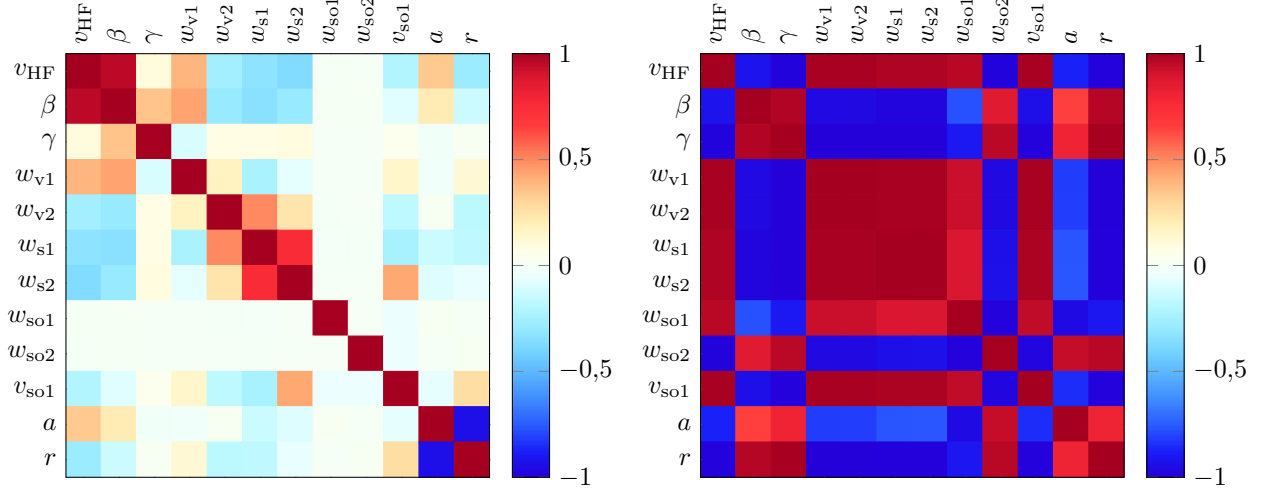 v_HF β γ w_v1 w_v2 w_s1 w_s2 w_so1 w_so2 v_so1 a r
v_HF
β
γ
w_v1
w_v2
w_s1
w_s2
w_so1
w_so2
v_so1
a
r
1
0,5
0
−0,5
−1
v_HF β γ w_v1 w_v2 w_s1 w_s2 w_so1 w_so2 v_so1 a r
v_HF
β
γ
w_v1
w_v2
w_s1
w_s2
w_so1
w_so2
v_so1
a
r
1
0,5
0
−0,5
−1